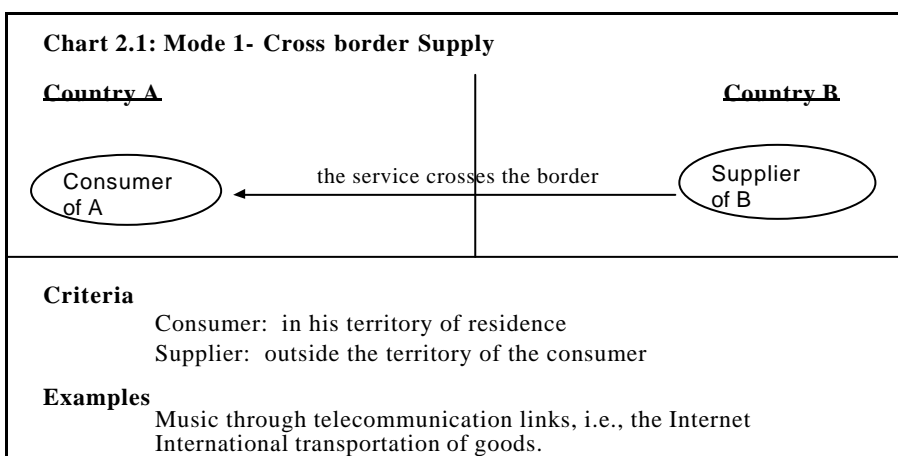 Chart 2.1: Mode 1- Cross border Supply
Country A
Country B
Consumer
of A
the service crosses the border
Supplier
of B
Criteria
Consumer: in his territory of residence
Supplier: outside the territory of the consumer
Examples
Music through telecommunication links, i.e., the Internet
International transportation of goods.